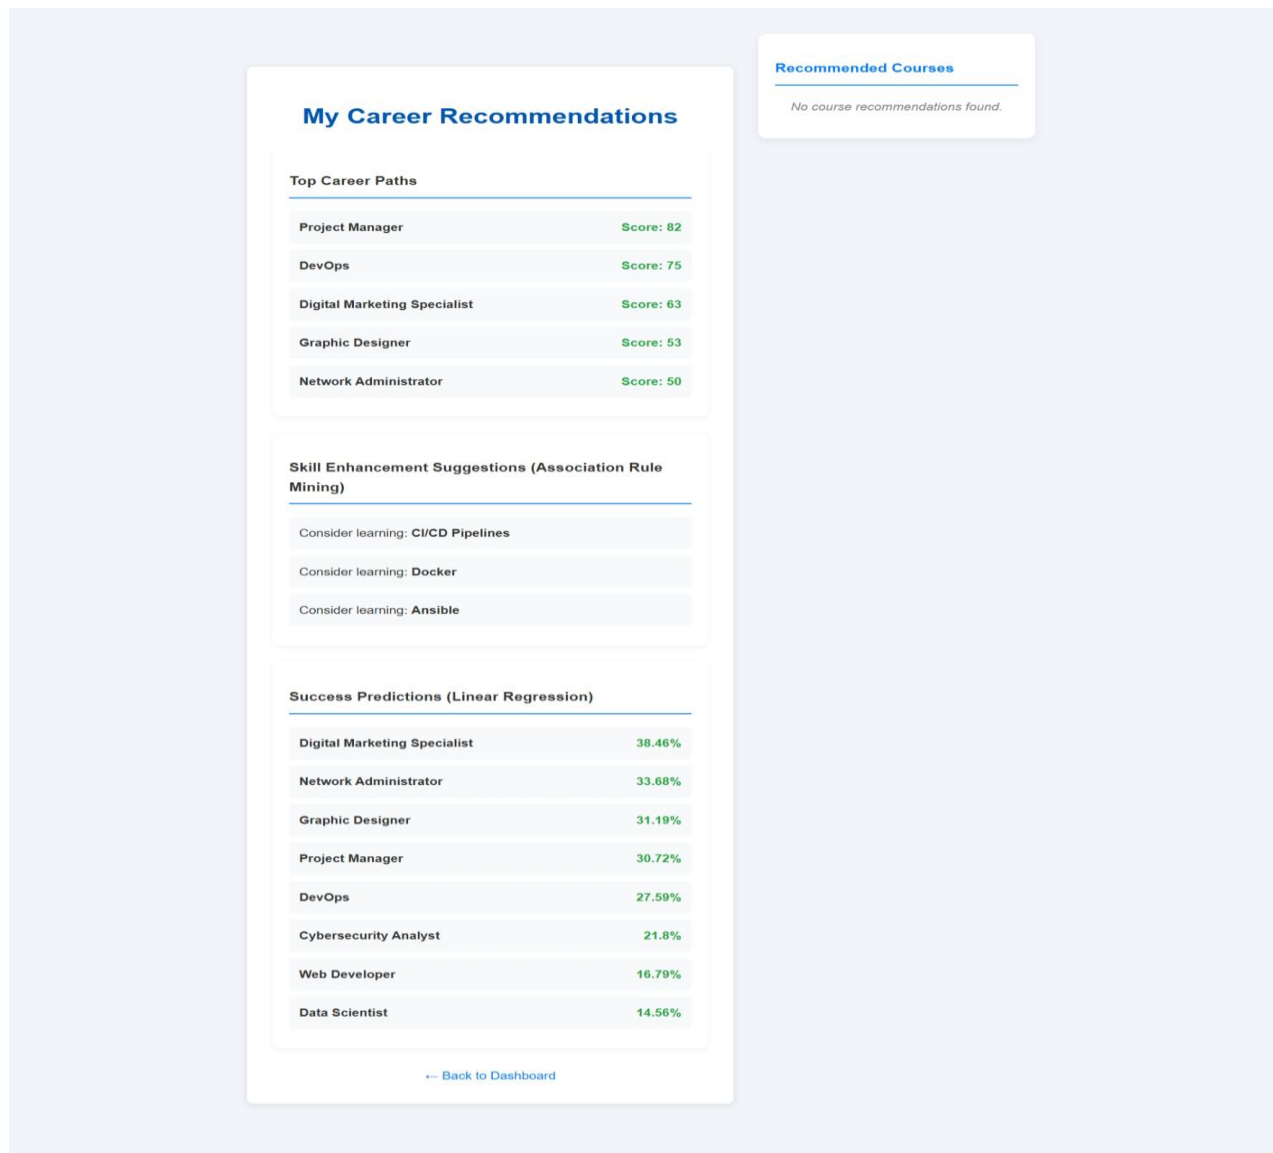 My Career Recommendations
Top Career Paths
Project Manager Score: 82
DevOps Score: 75
Digital Marketing Specialist Score: 63
Graphic Designer Score: 53
Network Administrator Score: 50
Skill Enhancement Suggestions (Association Rule
Mining)
Consider learning: CI/CD Pipelines
Consider learning: Docker
Consider learning: Ansible
Success Predictions (Linear Regression)
Digital Marketing Specialist 38.46%
Network Administrator 33.68%
Graphic Designer 31.19%
Project Manager 30.72%
DevOps 27.59%
Cybersecurity Analyst 21.8%
Web Developer 16.79%
Data Scientist 14.56%
← Back to Dashboard
Recommended Courses
No course recommendations found.